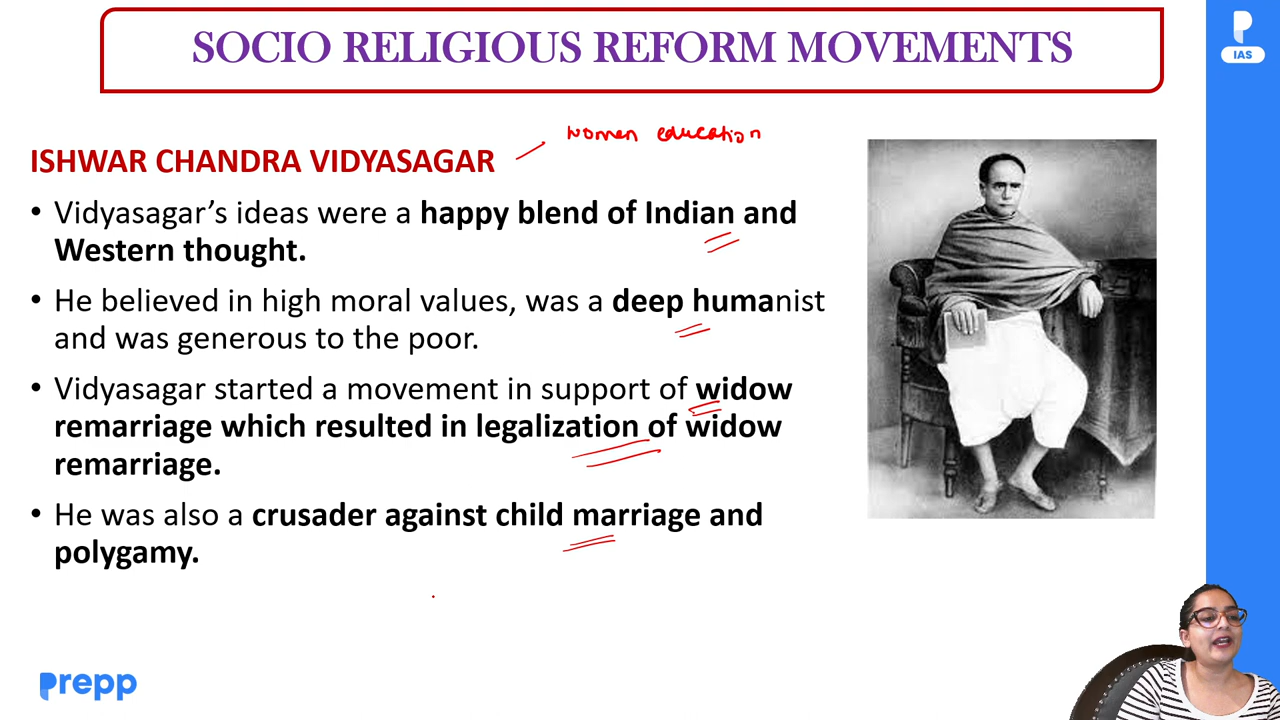 SOCIO RELIGIOUS REFORM MOVEMENTS
IAS
women education
ISHWAR CHANDRA VIDYASAGAR
• Vidyasagar’s ideas were a happy blend of Indian and
Western thought.
• He believed in high moral values, was a deep humanist
and was generous to the poor.
• Vidyasagar started a movement in support of widow
remarriage which resulted in legalization of widow
remarriage.
• He was also a crusader against child marriage and
polygamy.
prepp